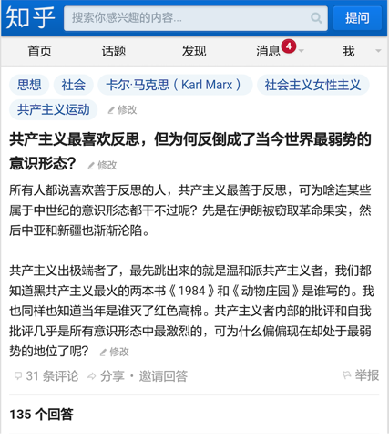 知乎 搜索你感兴趣的内容... 提问
首页 话题 发现 消息 4 我
思想 社会 卡尔·马克思（Karl Marx） 社会主义女性主义
共产主义运动 修改
共产主义最喜欢反思，但为何反倒成了当今世界最弱势的
意识形态？ 修改
所有人都说喜欢善于反思的人，共产主义最善于反思，可为啥连某些
属于中世纪的意识形态都干不过呢？先是在伊朗被窃取革命果实，然
后中亚和新疆也渐渐沦陷。
共产主义出极端者了，最先跳出来的就是温和派共产主义者，我们都
知道黑共产主义最火的两本书《1984》和《动物庄园》是谁写的。我
也同样也知道当年是谁灭了红色高棉。共产主义者内部的批评和自我
批评几乎是所有意识形态中最激烈的，可为什么偏偏现在却处于最弱
势的地位了呢？ 修改
31 条评论 分享 · 邀请回答 举报
135 个回答